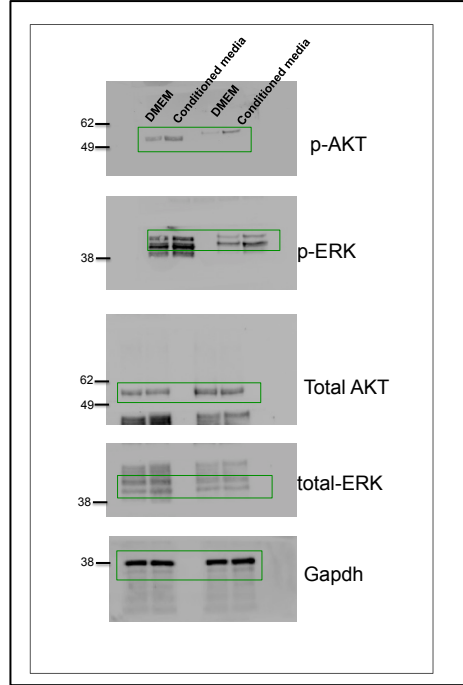 DMEM
Conditioned media
DMEM
Conditioned media
62
49
p-AKT
38
p-ERK
62
49
Total AKT
38
total-ERK
38
Gapdh